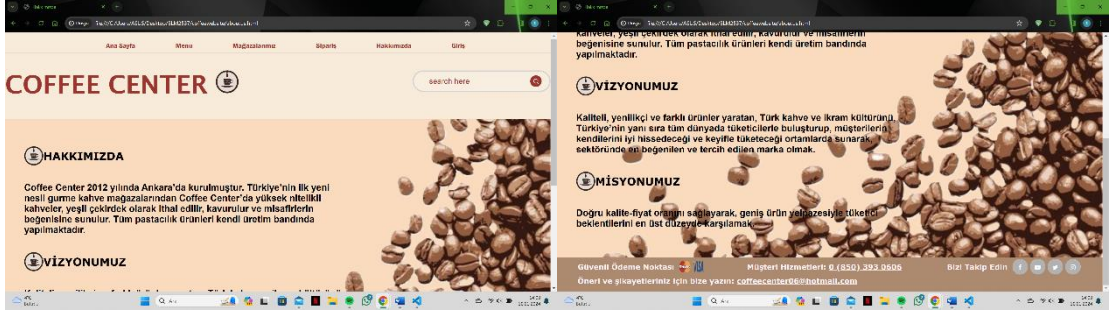 Ana Sayfa Menu Mağazalarımız Sipariş Hakkımızda Giriş
COFFEE CENTER
search here
HAKKIMIZDA
Coffee Center 2012 yılında Ankara'da kurulmuştur. Türkiye'nin ilk yeni
nesil gurme kahve mağazalarından Coffee Center'da yüksek nitelikli
kahveler, yeşil çekirdek olarak ithal edilir, kavrulur ve misafirlerin
beğenisine sunulur. Tüm pastacılık ürünleri kendi üretim bandında
yapılmaktadır.
VİZYONUMUZ
kahveler, yeşil çekirdek olarak ithal edilir, kavrulur ve misafirlerin
beğenisine sunulur. Tüm pastacılık ürünleri kendi üretim bandında
yapılmaktadır.
VİZYONUMUZ
Kaliteli, yenilikçi ve farklı ürünler yaratan, Türk kahve ve ikram kültürünü,
Türkiye'nin yanı sıra tüm dünyada tüketicilerle buluşturup, müşterilerin
kendilerini iyi hissedeceği ve keyifle tüketeceği ortamlarda sunarak,
sektöründe en beğenilen ve tercih edilen marka olmak.
MİSYONUMUZ
Doğru kalite-fiyat oranını sağlayarak, geniş ürün yelpazesiyle tüketici
beklentilerini en üst düzeyde karşılamak.
Güvenli Ödeme Noktası Müşteri Hizmetleri: 0 (850) 393 0606 Bizi Takip Edin
Öneri ve şikayetleriniz için bize yazın: coffeecenter06@hotmail.com